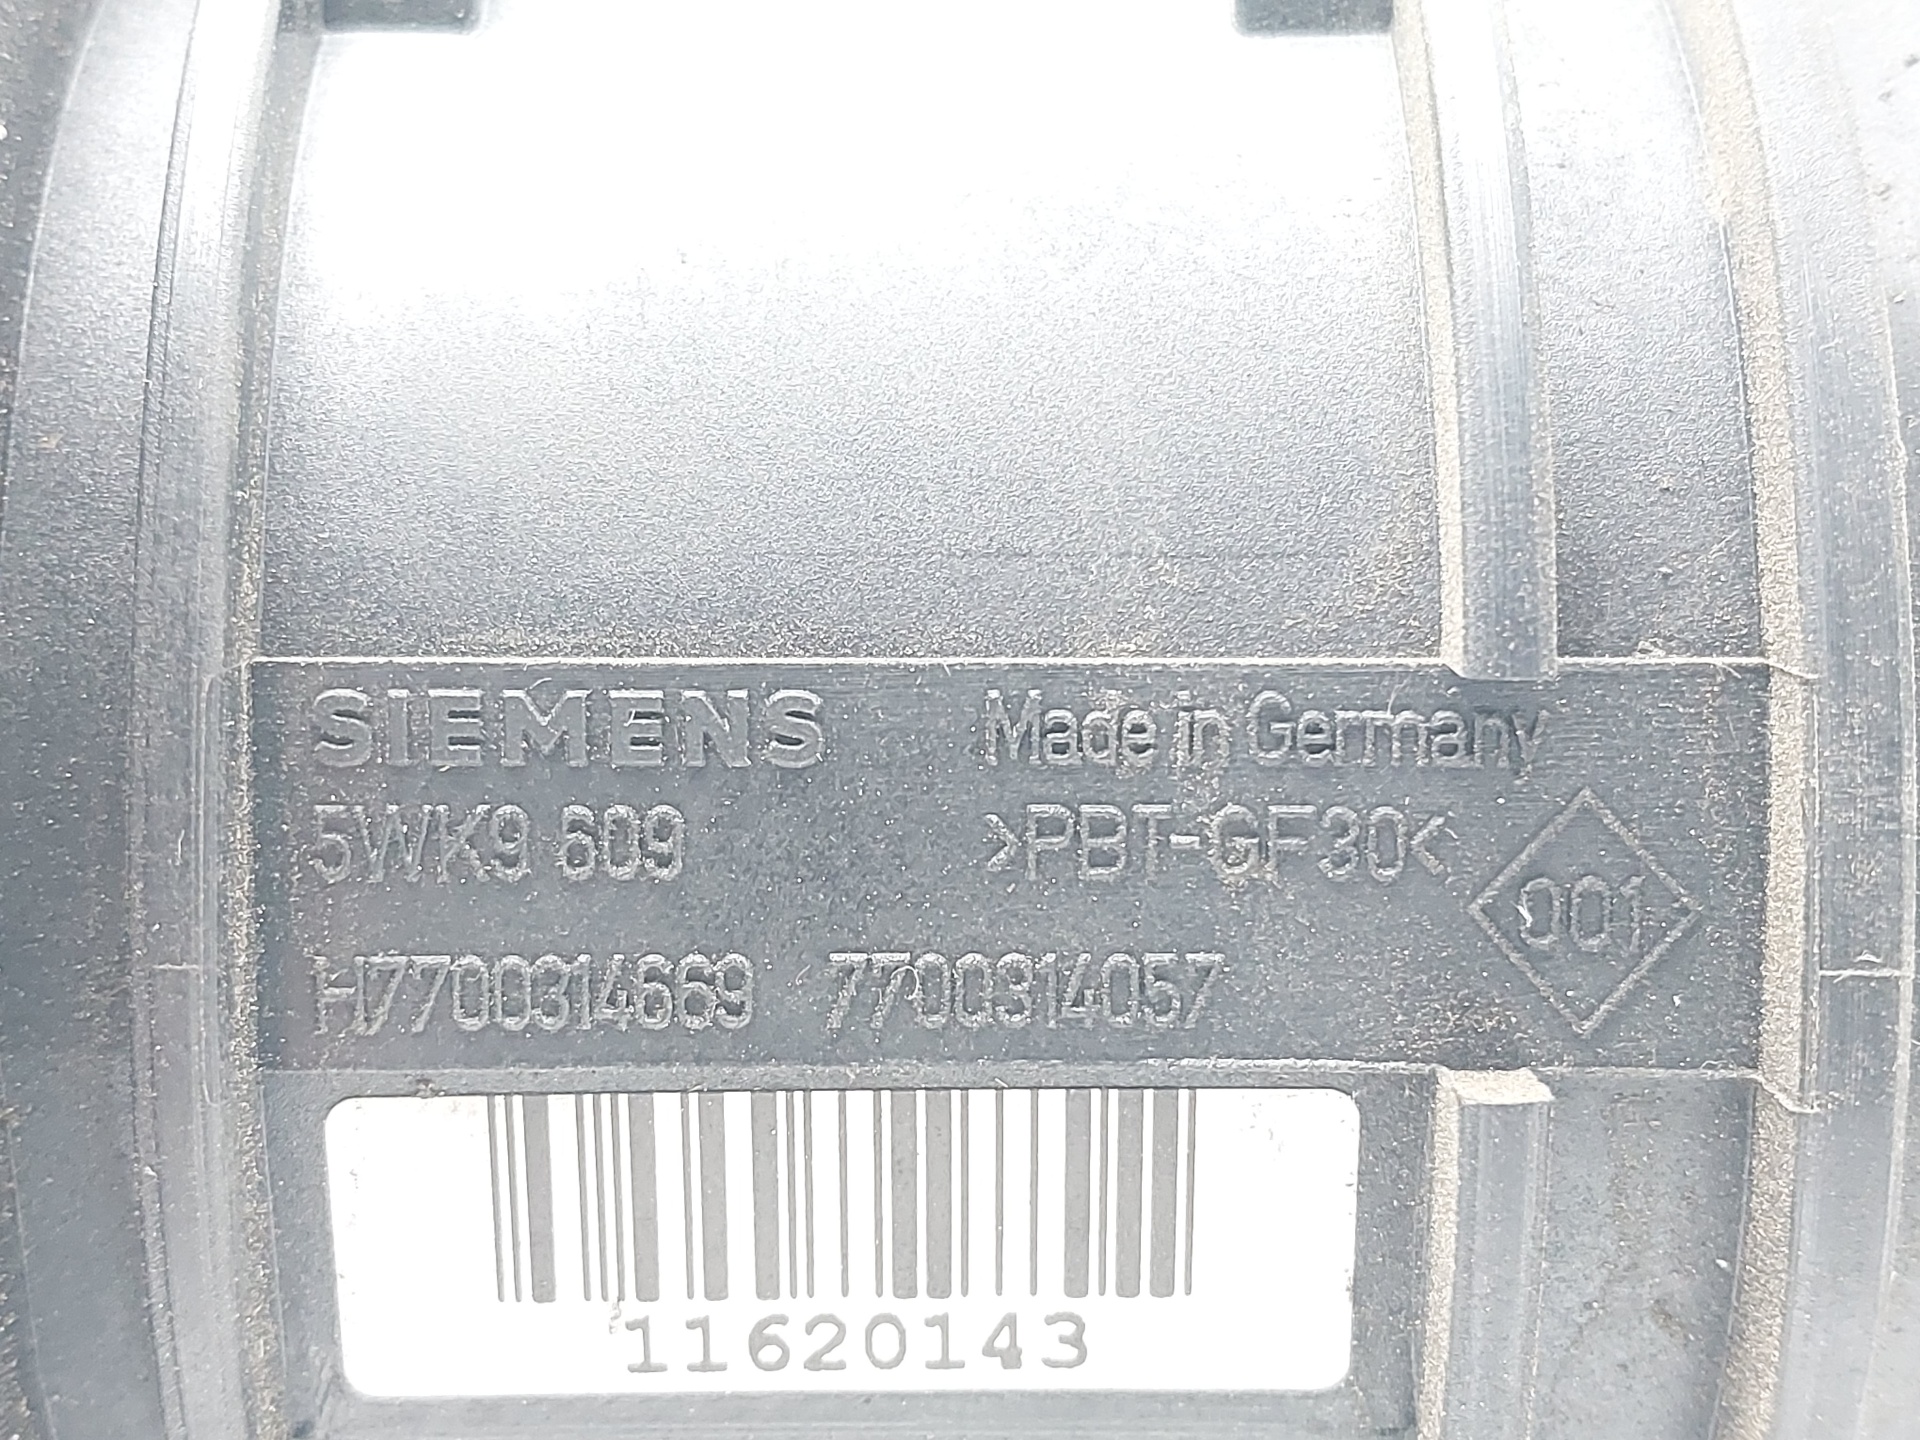 SIEMENS Made in Germany
5WK9 609 >PBT-GF30<
001
H7700314669 7700314057
11620143